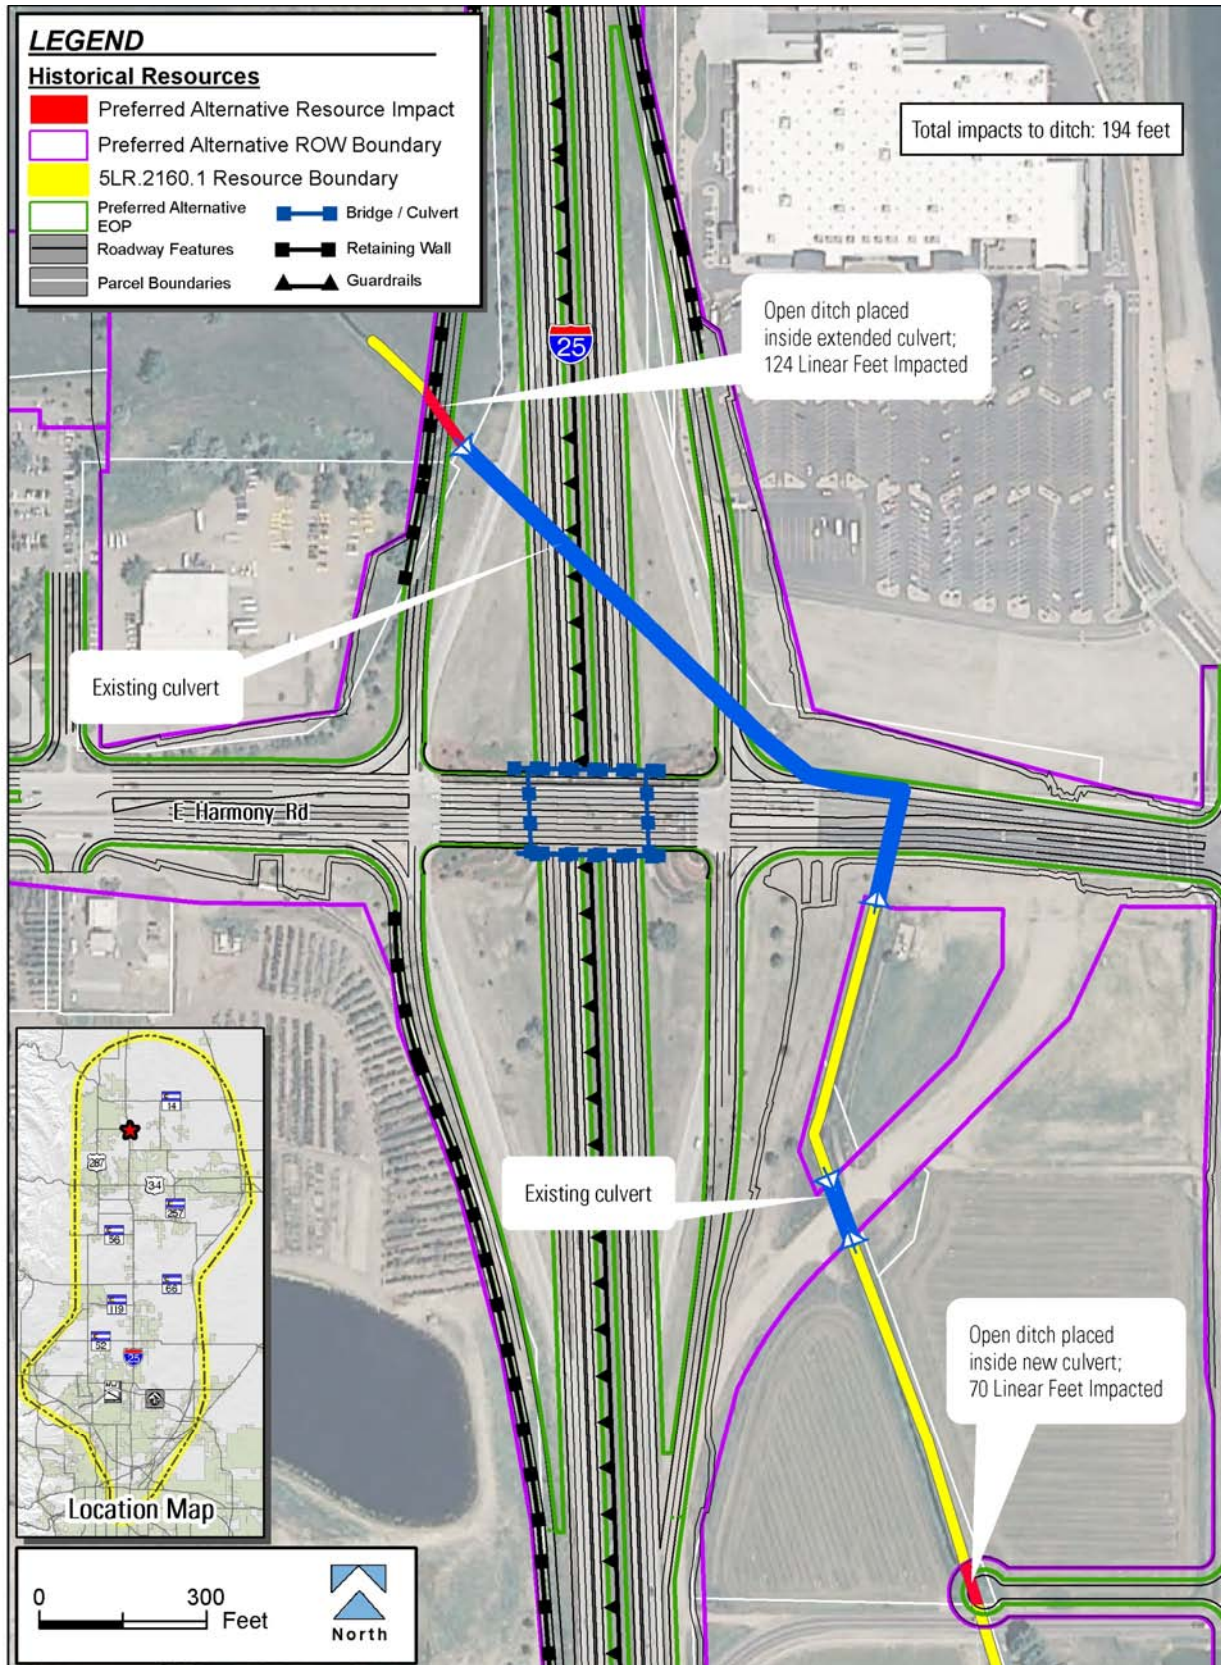 LEGEND
Historical Resources
Preferred Alternative Resource Impact
Preferred Alternative ROW Boundary
5LR.2160.1 Resource Boundary
Preferred Alternative
EOP
Bridge / Culvert
Roadway Features
Retaining Wall
Parcel Boundaries
Guardrails
Total impacts to ditch: 194 feet
Open ditch placed
inside extended culvert;
124 Linear Feet Impacted
25
Existing culvert
E Harmony Rd
Existing culvert
Open ditch placed
inside new culvert;
70 Linear Feet Impacted
14
287
34
257
56
66
119
52
25
Location Map
0 300
Feet
North